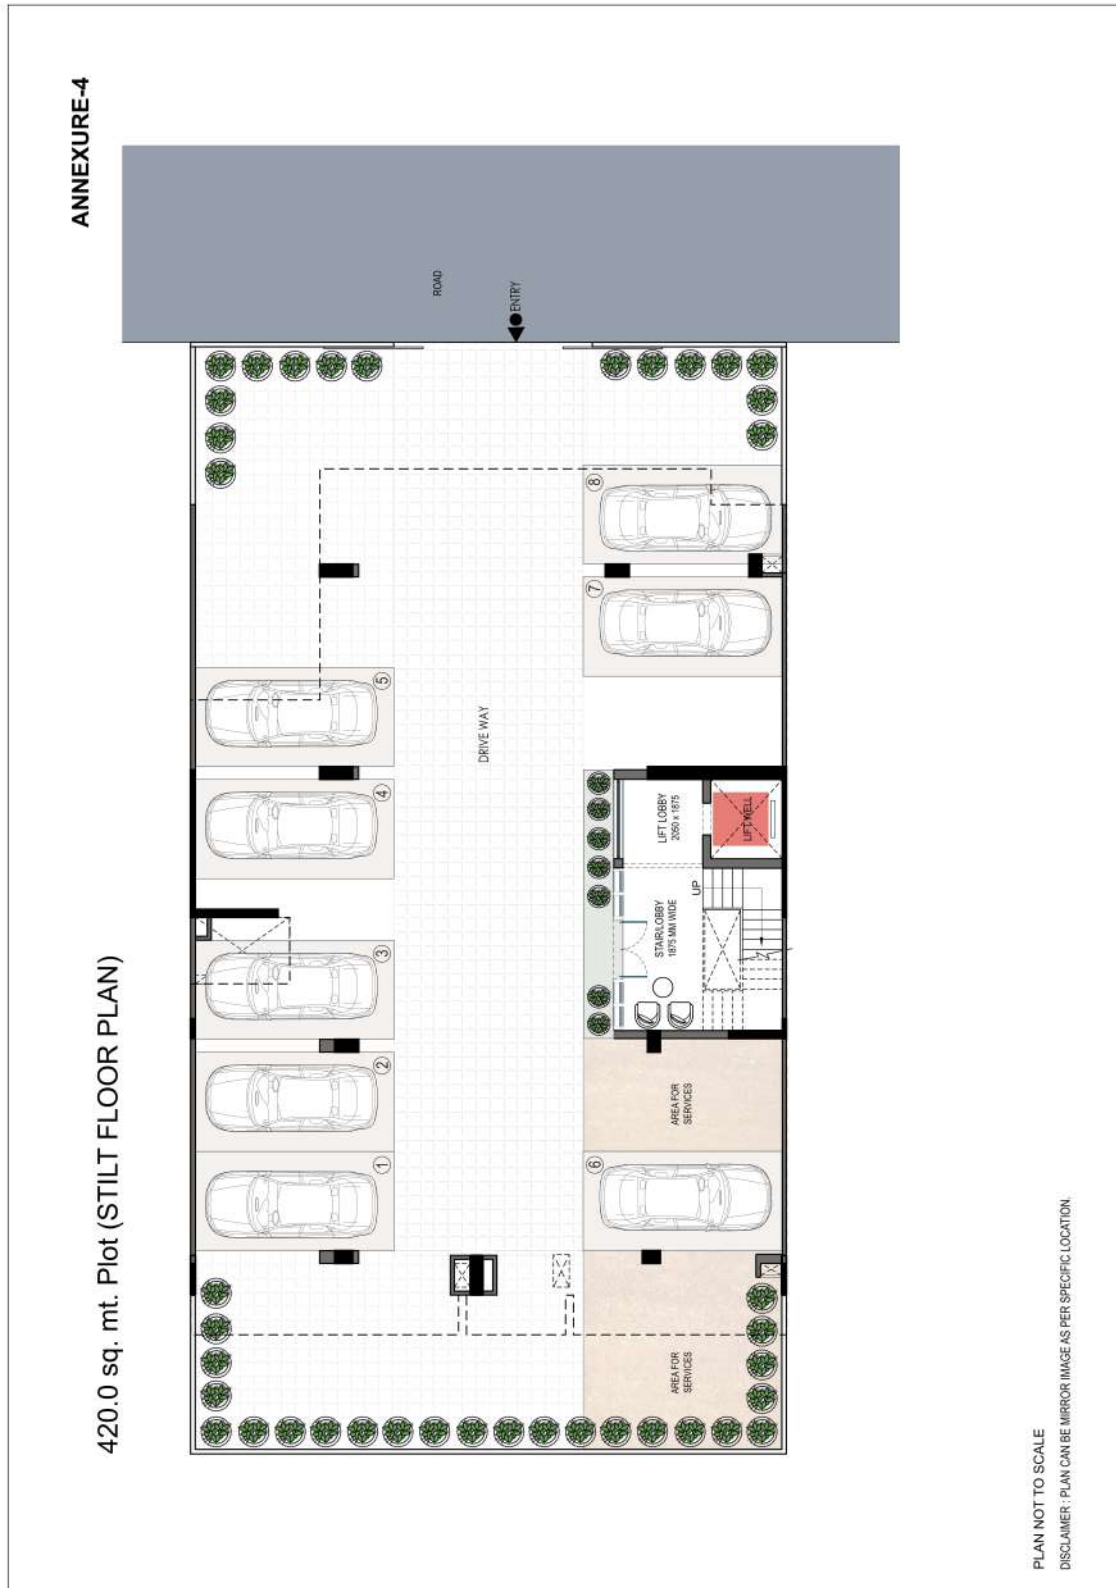 ANNEXURE-4
420.0 sq. mt. Plot (STILT FLOOR PLAN)
ROAD
ENTRY
DRIVE WAY
1
2
3
4
5
6
7
8
LIFT LOBBY
2050 x 1875
LIFT WELL
UP
STAIR/LOBBY
1875 MM WIDE
AREA FOR
SERVICES
AREA FOR
SERVICES
PLAN NOT TO SCALE
DISCLAIMER : PLAN CAN BE MIRROR IMAGE AS PER SPECIFIC LOCATION.